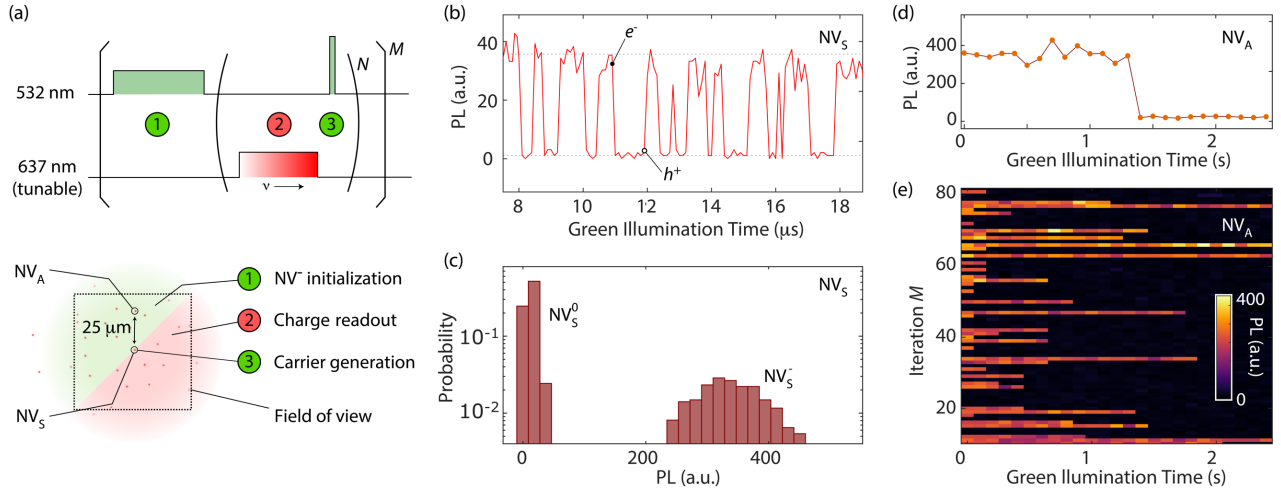 (a)
532 nm
637 nm
(tunable)
1
2
3
ν
N
M
NV_A
25 μm
NV_S
1 NV⁻ initialization
2 Charge readout
3 Carrier generation
Field of view
(b)
NV_S
e⁻
h⁺
PL (a.u.)
40
20
0
8 10 12 14 16 18
Green Illumination Time (μs)
(c)
NV_S
NV_S⁰
NV_S⁻
Probability
10⁻¹
10⁻²
0 200 400
PL (a.u.)
(d)
NV_A
PL (a.u.)
400
200
0
0 1 2
Green Illumination Time (s)
(e)
NV_A
Iteration M
80
60
40
20
400
0
PL (a.u.)
0 1 2
Green Illumination Time (s)